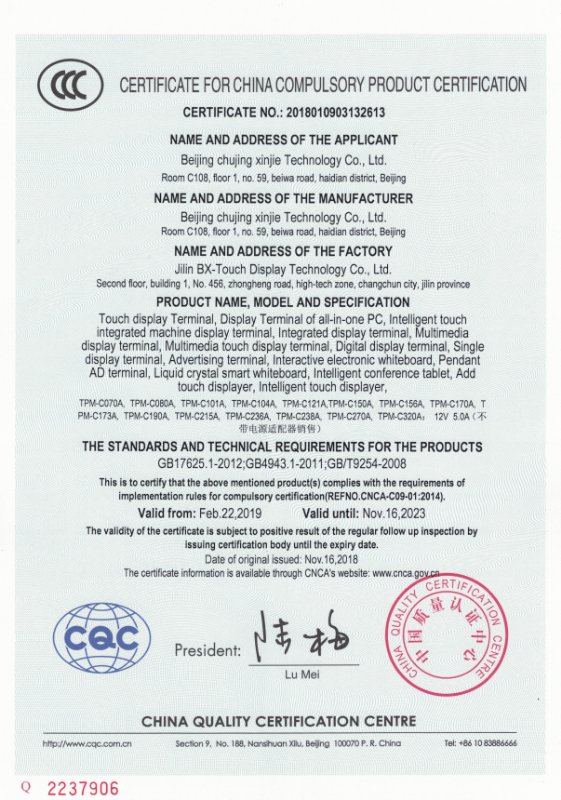 CERTIFICATE FOR CHINA COMPULSORY PRODUCT CERTIFICATION
CERTIFICATE NO.: 2018010903132613
NAME AND ADDRESS OF THE APPLICANT
Beijing chujing xinjie Technology Co., Ltd.
Room C108, floor 1, no. 59, beiwa road, haidian district, Beijing
NAME AND ADDRESS OF THE MANUFACTURER
Beijing chujing xinjie Technology Co., Ltd.
Room C108, floor 1, no. 59, beiwa road, haidian district, Beijing
NAME AND ADDRESS OF THE FACTORY
Jilin BX-Touch Display Technology Co., Ltd.
Second floor, building 1, No. 456, zhongheng road, high-tech zone, changchun city, jilin province
PRODUCT NAME, MODEL AND SPECIFICATION
Touch display Terminal, Display Terminal of all-in-one PC, Intelligent touch
integrated machine display terminal, Integrated display terminal, Multimedia
display terminal, Multimedia touch display terminal, Digital display terminal, Single
display terminal, Advertising terminal, Interactive electronic whiteboard, Pendant
AD terminal, Liquid crystal smart whiteboard, Intelligent conference tablet, Add
touch displayer, Intelligent touch displayer,
TPM-C070A, TPM-C080A, TPM-C101A, TPM-C104A, TPM-C121A,TPM-C150A, TPM-C156A, TPM-C170A, T
PM-C173A, TPM-C190A, TPM-C215A, TPM-C236A, TPM-C238A, TPM-C270A, TPM-C320A: 12V 5.0A（不
带电源适配器销售）
THE STANDARDS AND TECHNICAL REQUIREMENTS FOR THE PRODUCTS
GB17625.1-2012;GB4943.1-2011;GB/T9254-2008
This is to certify that the above mentioned product(s) complies with the requirements of
implementation rules for compulsory certification(REFNO.CNCA-C09-01:2014).
Valid from: Feb.22,2019 Valid until: Nov.16,2023
The validity of the certificate is subject to positive result of the regular follow up inspection by
issuing certification body until the expiry date.
Date of original issued: Nov.16,2018
The certificate information is available through CNCA's website: www.cnca.gov.cn
CHINA QUALITY CERTIFICATION CENTRE
中国质量认证中心
CQC
President: 陆梅
Lu Mei
CHINA QUALITY CERTIFICATION CENTRE
http://www.cqc.com.cn Section 9, No. 188, Nansihuan Xilu, Beijing 100070 P. R. China Tel: +86 10 83886666
Q 2237906